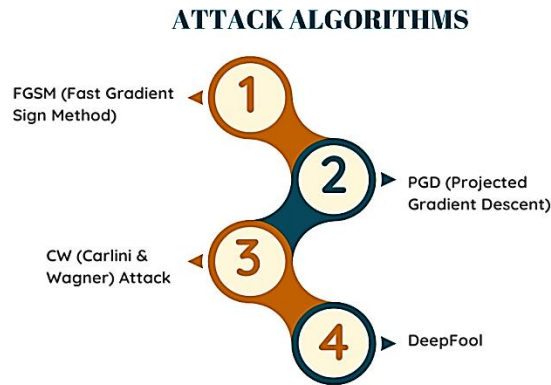 ATTACK ALGORITHMS
1
FGSM (Fast Gradient
Sign Method)
2
PGD (Projected
Gradient Descent)
3
CW (Carlini &
Wagner) Attack
4
DeepFool